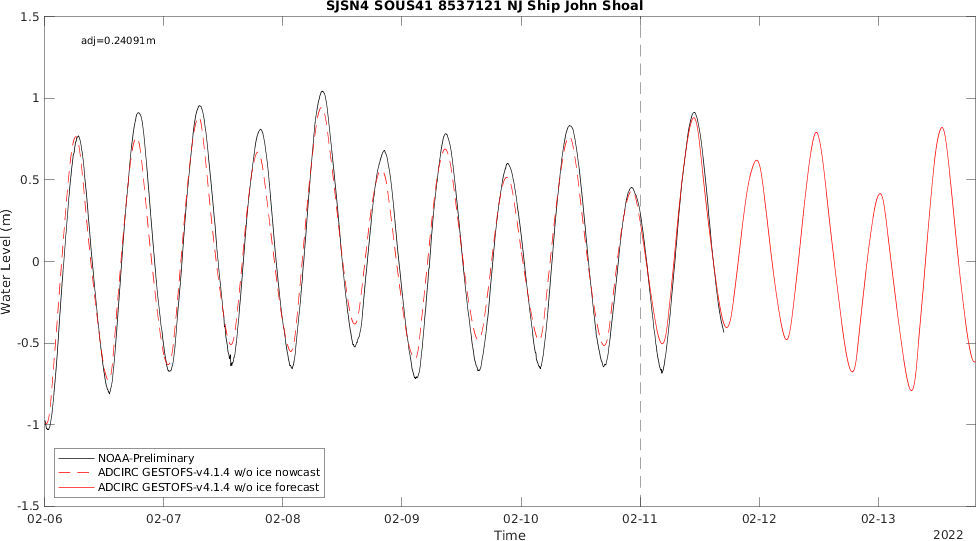 SJSN4 SOUS41 8537121 NJ Ship John Shoal
adj=0.24091m
1.5
1
0.5
0
-0.5
-1
-1.5
Water Level (m)
NOAA-Preliminary
ADCIRC GESTOFS-v4.1.4 w/o ice nowcast
ADCIRC GESTOFS-v4.1.4 w/o ice forecast
02-06 02-07 02-08 02-09 02-10 02-11 02-12 02-13
Time
2022